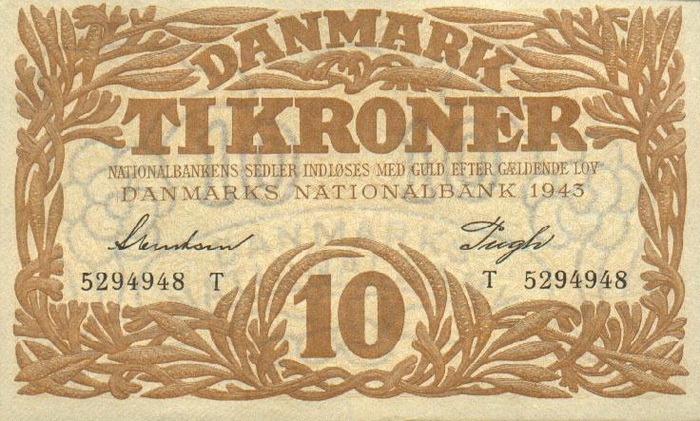 DANMARK
TI KRONER
NATIONALBANKENS SEDLER INDLØSES MED GULD EFTER GÆLDENDE LOV
DANMARKS NATIONALBANK 1943
5294948 T T 5294948
10